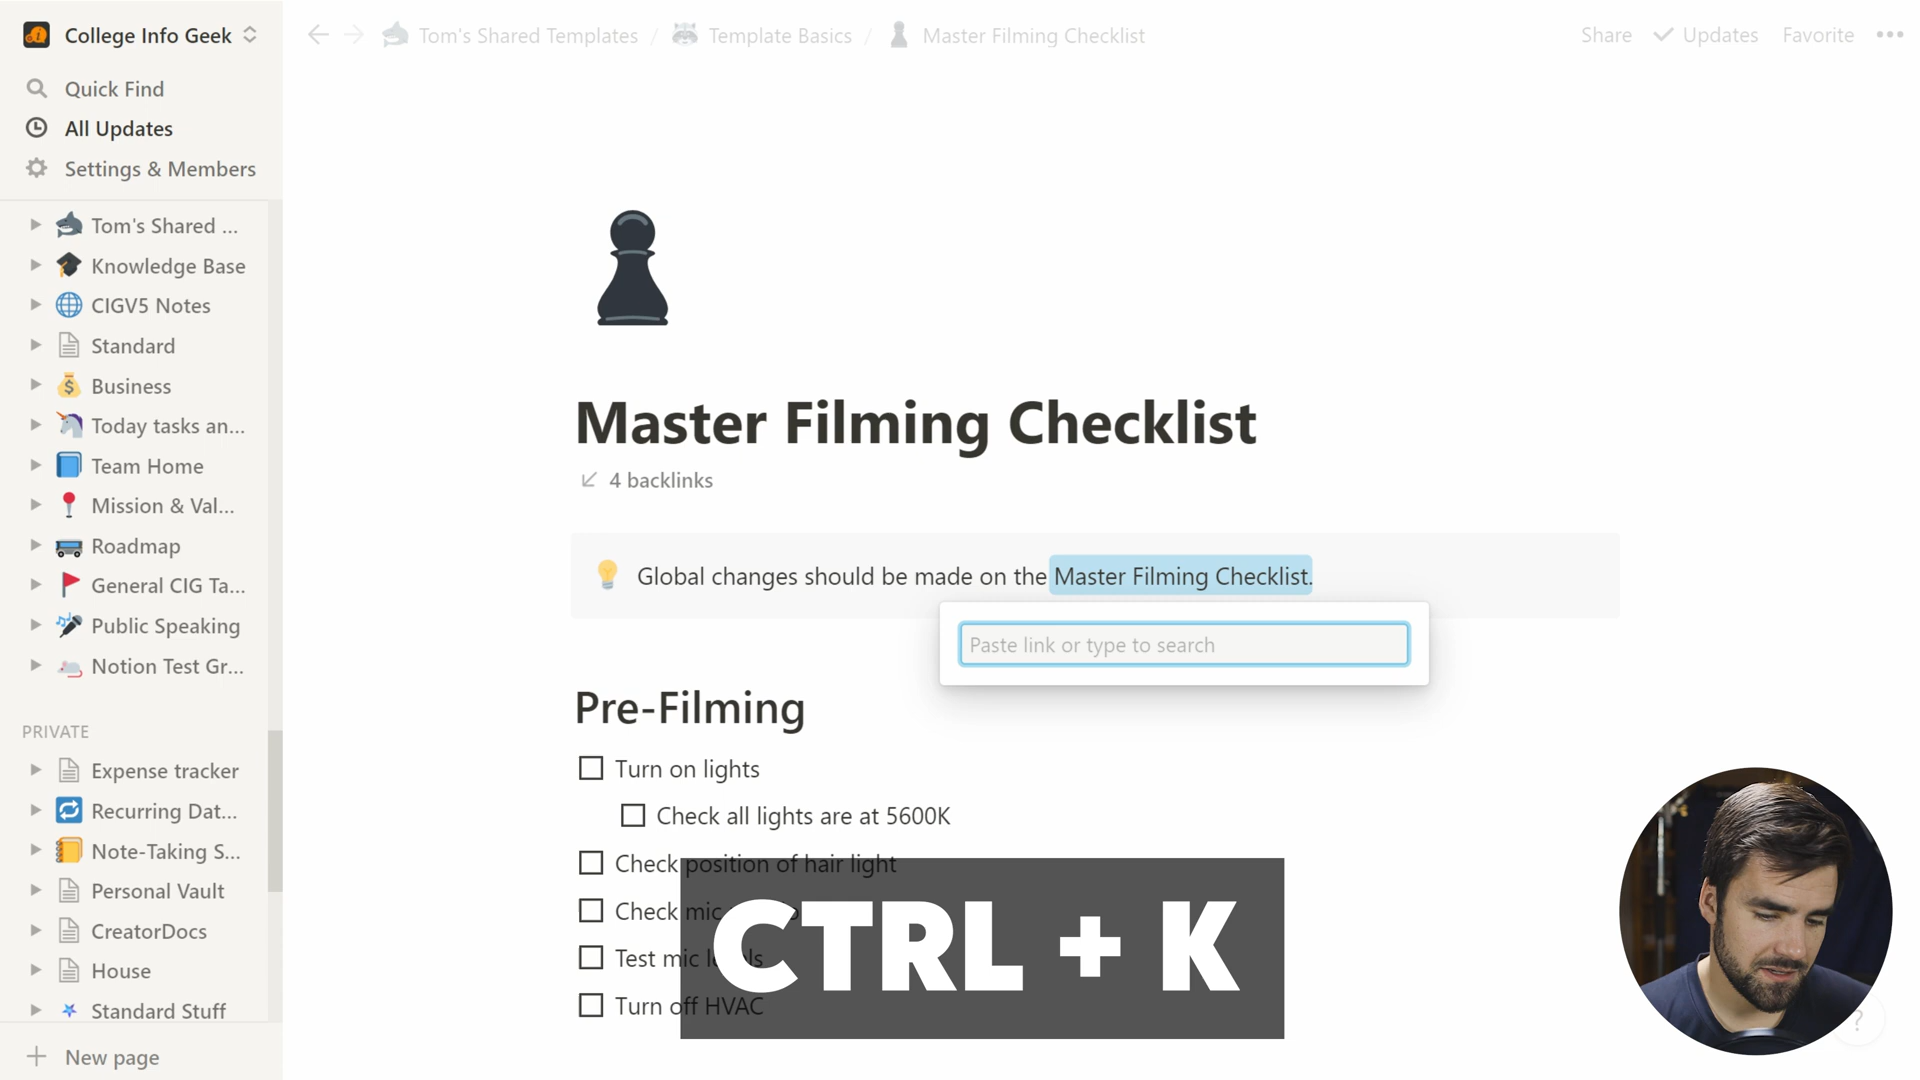 College Info Geek
Quick Find
All Updates
Settings & Members
Tom's Shared ...
Knowledge Base
CIGV5 Notes
Standard
Business
Today tasks an...
Team Home
Mission & Val...
Roadmap
General CIG Ta...
Public Speaking
Notion Test Gr...
PRIVATE
Expense tracker
Recurring Dat...
Note-Taking S...
Personal Vault
CreatorDocs
House
Standard Stuff
New page
Tom's Shared Templates / Template Basics / Master Filming Checklist
Share Updates Favorite
Master Filming Checklist
4 backlinks
Global changes should be made on the Master Filming Checklist.
Paste link or type to search
Pre-Filming
Turn on lights
Check all lights are at 5600K
Check position of hair light
Check mic
Test mic levels
Turn off HVAC
CTRL + K
?